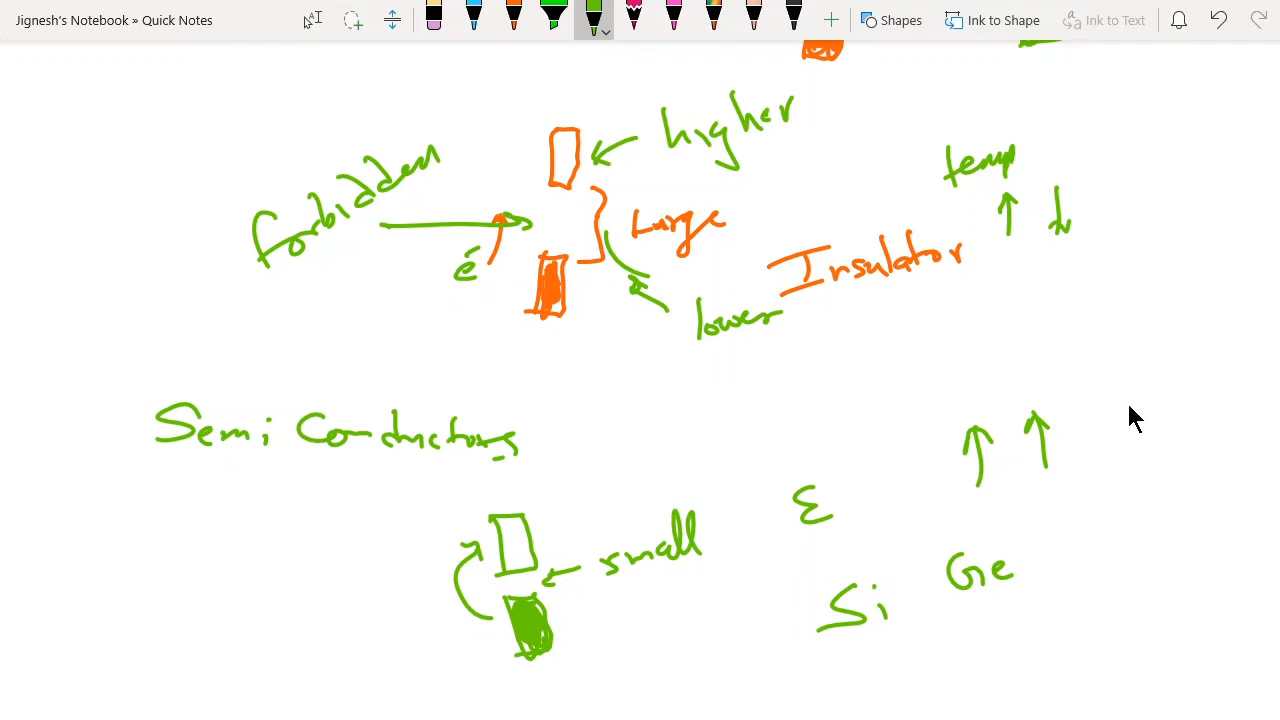 Jignesh's Notebook » Quick Notes
Shapes
Ink to Shape
Ink to Text
higher
forbidden
temp
Large
↑ ↓
é
Insulator
lower
Semi Conductors
↑ ↑
Σ
small
Ge
Si